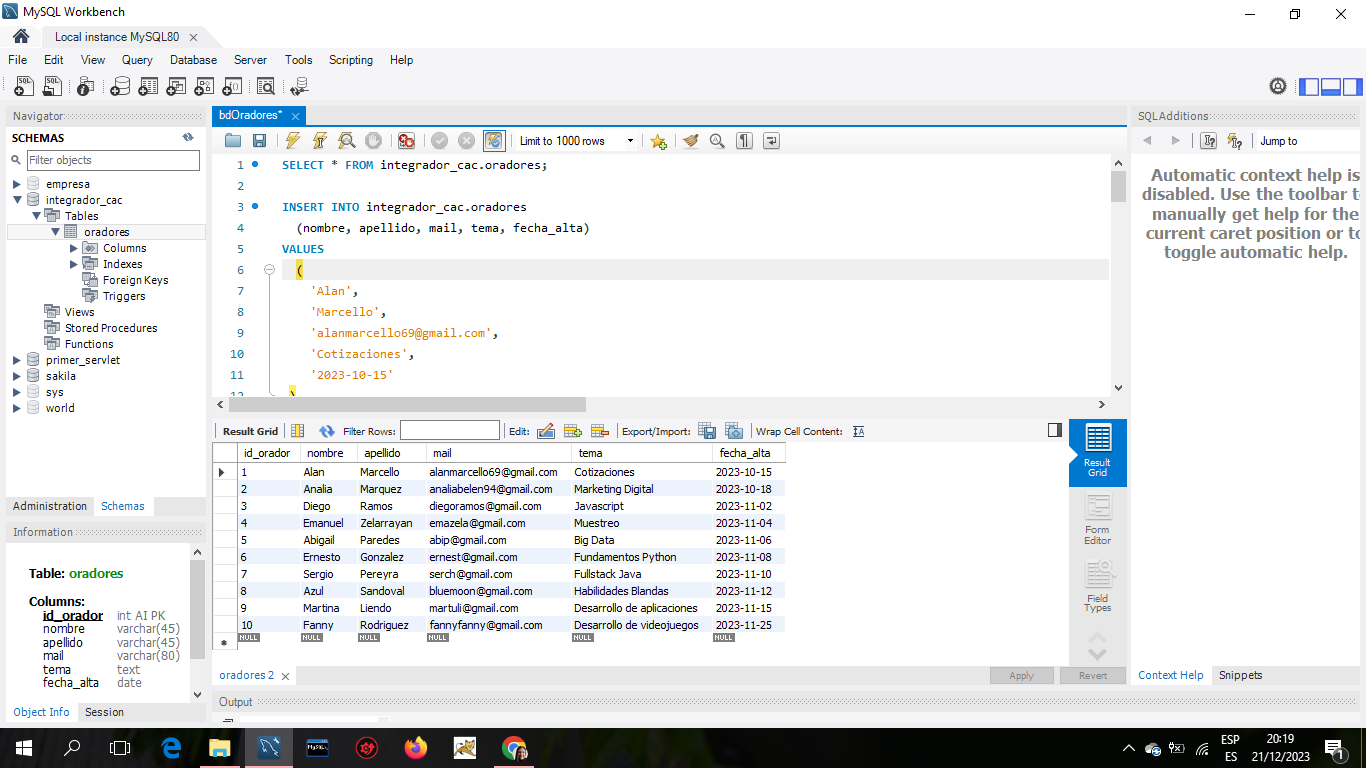 MySQL Workbench
Local instance MySQL80
File Edit View Query Database Server Tools Scripting Help
Navigator
SCHEMAS
Filter objects
empresa
integrador_cac
Tables
oradores
Columns
Indexes
Foreign Keys
Triggers
Views
Stored Procedures
Functions
primer_servlet
sakila
sys
world
Administration Schemas
Information
Table: oradores
Columns:
id_orador int AI PK
nombre varchar(45)
apellido varchar(45)
mail varchar(80)
tema text
fecha_alta date
Object Info Session
bdOradores*
Limit to 1000 rows
1 SELECT * FROM integrador_cac.oradores;
2
3 INSERT INTO integrador_cac.oradores
4 (nombre, apellido, mail, tema, fecha_alta)
5 VALUES
6 (
7 'Alan',
8 'Marcello',
9 'alanmarcello69@gmail.com',
10 'Cotizaciones',
11 '2023-10-15'
12 )
Result Grid Filter Rows: Edit: Export/Import: Wrap Cell Content:
id_orador nombre apellido mail tema fecha_alta
1 Alan Marcello alanmarcello69@gmail.com Cotizaciones 2023-10-15
2 Analia Marquez analiabelen94@gmail.com Marketing Digital 2023-10-18
3 Diego Ramos diegoramos@gmail.com Javascript 2023-11-02
4 Emanuel Zelarrayan emazela@gmail.com Muestreo 2023-11-04
5 Abigail Paredes abip@gmail.com Big Data 2023-11-06
6 Ernesto Gonzalez ernest@gmail.com Fundamentos Python 2023-11-08
7 Sergio Pereyra serch@gmail.com Fullstack Java 2023-11-10
8 Azul Sandoval bluemoon@gmail.com Habilidades Blandas 2023-11-12
9 Martina Liendo martuli@gmail.com Desarrollo de aplicaciones 2023-11-15
10 Fanny Rodriguez fannyfanny@gmail.com Desarrollo de videojuegos 2023-11-25
NULL NULL NULL NULL NULL NULL
Result
Grid
Form
Editor
Field
Types
oradores 2
Apply Revert
Output
SQLAdditions
Jump to
Automatic context help is
disabled. Use the toolbar to
manually get help for the
current caret position or to
toggle automatic help.
Context Help Snippets
MySQL
ESP
ES
20:19
21/12/2023
1